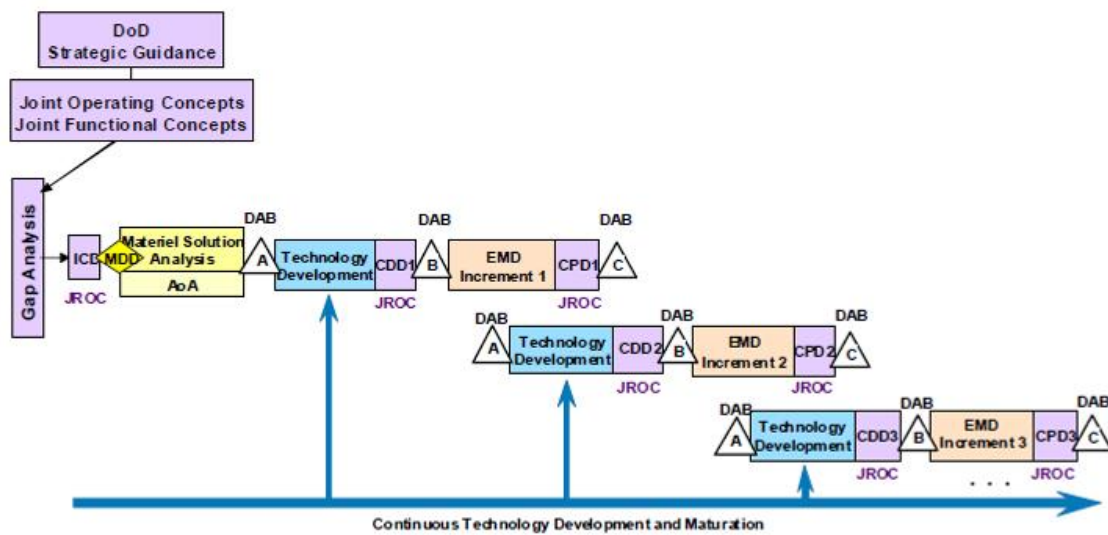 DoD
Strategic Guidance
Joint Operating Concepts
Joint Functional Concepts
Gap Analysis
ICD
JROC
MDD
Materiel Solution
Analysis
AoA
DAB
A
Technology
Development
CDD1
JROC
DAB
B
EMD
Increment 1
CPD1
JROC
DAB
C
DAB
A
Technology
Development
CDD2
JROC
DAB
B
EMD
Increment 2
CPD2
JROC
DAB
C
DAB
A
Technology
Development
CDD3
JROC
DAB
B
EMD
Increment 3
CPD3
JROC
DAB
C
. . .
Continuous Technology Development and Maturation